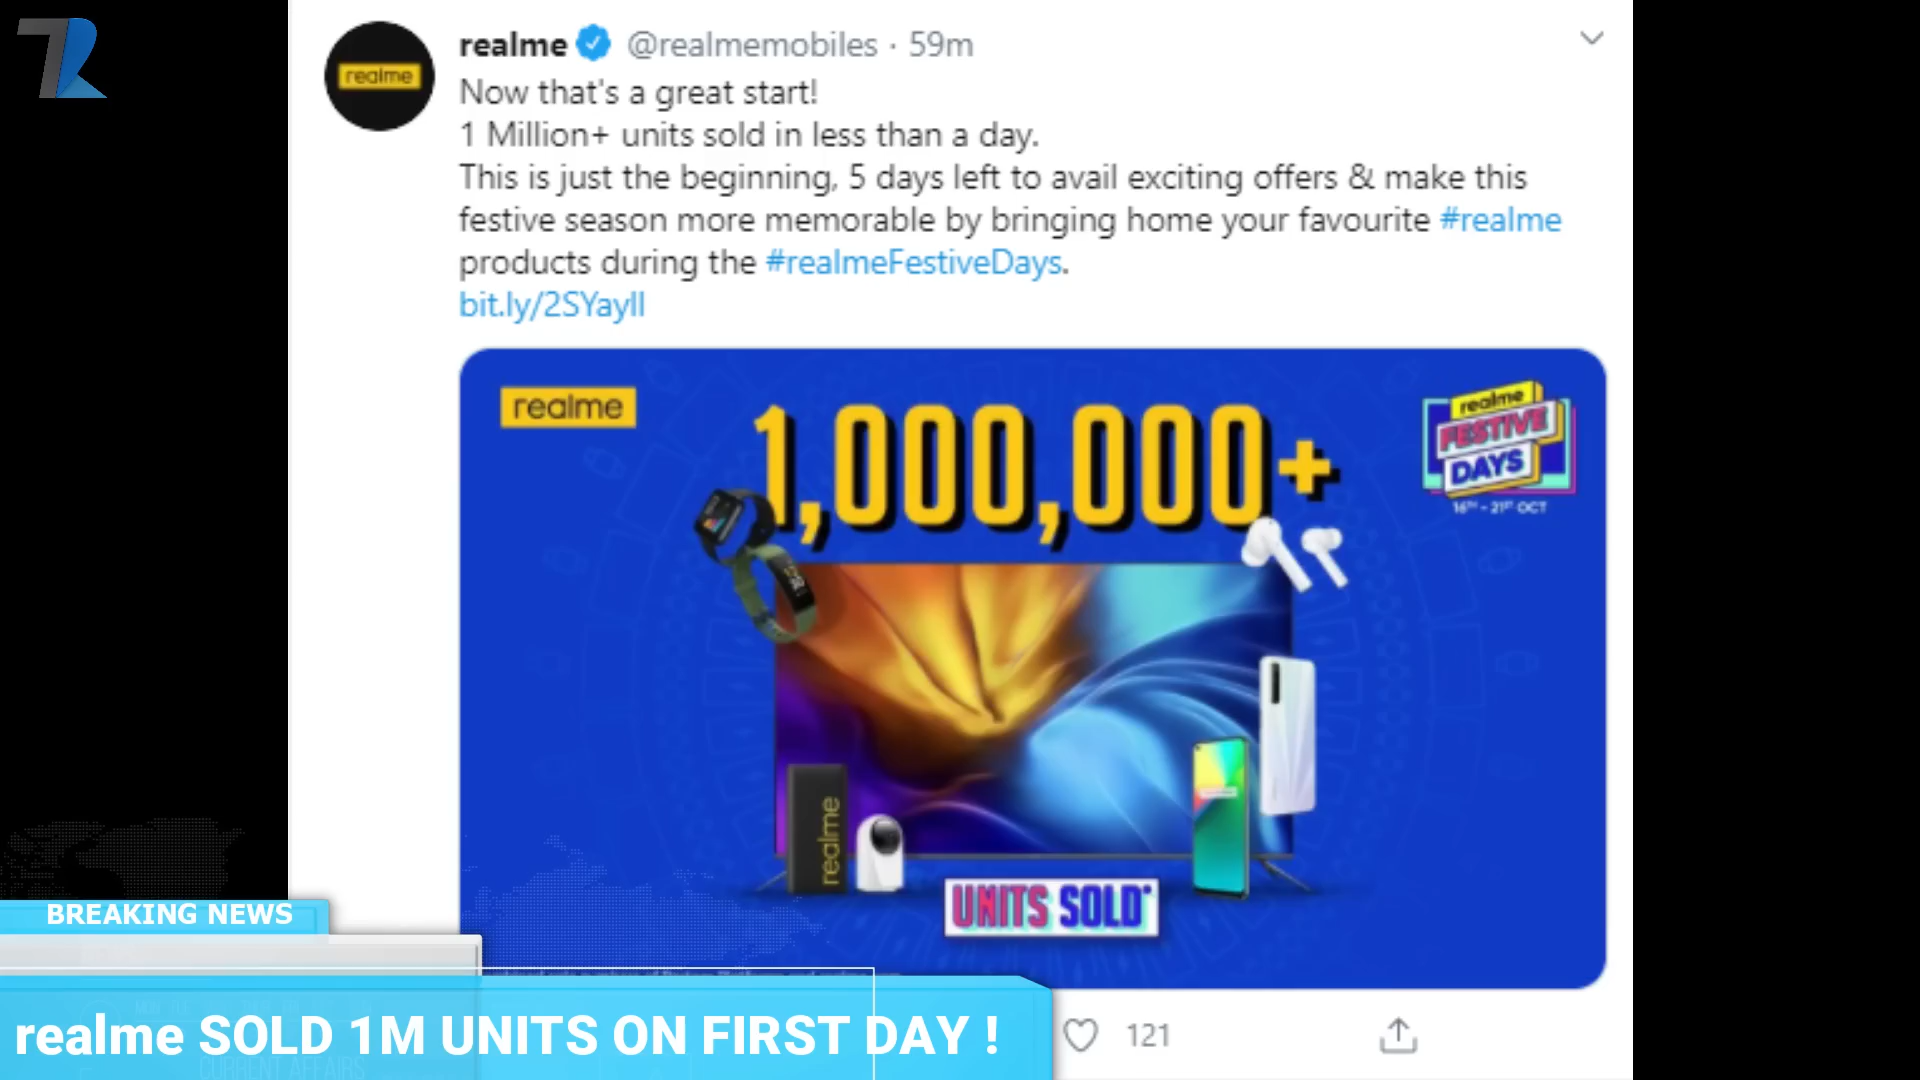 realme @realmemobiles · 59m
realme
Now that's a great start!
1 Million+ units sold in less than a day.
This is just the beginning, 5 days left to avail exciting offers & make this
festive season more memorable by bringing home your favourite #realme
products during the #realmeFestiveDays.
bit.ly/2SYayll
realme
1,000,000+
realme
FESTIVE
DAYS
16TH - 21ST OCT
realme
UNITS SOLD*
BREAKING NEWS
realme SOLD 1M UNITS ON FIRST DAY !
CURRENT AFFAIRS
121